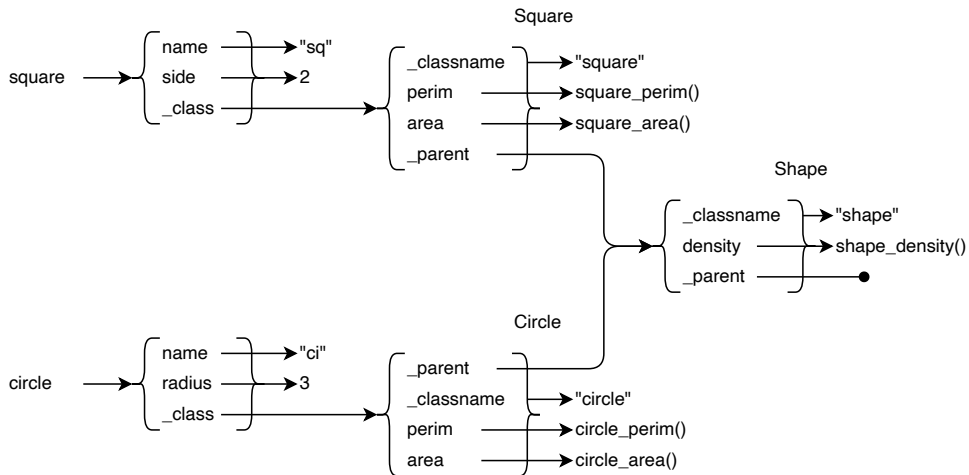 Square
name "sq"
square side 2
_class
_classname "square"
perim square_perim()
area square_area()
_parent
Shape
_classname "shape"
density shape_density()
_parent
Circle
name "ci"
circle radius 3
_class
_parent
_classname "circle"
perim circle_perim()
area circle_area()